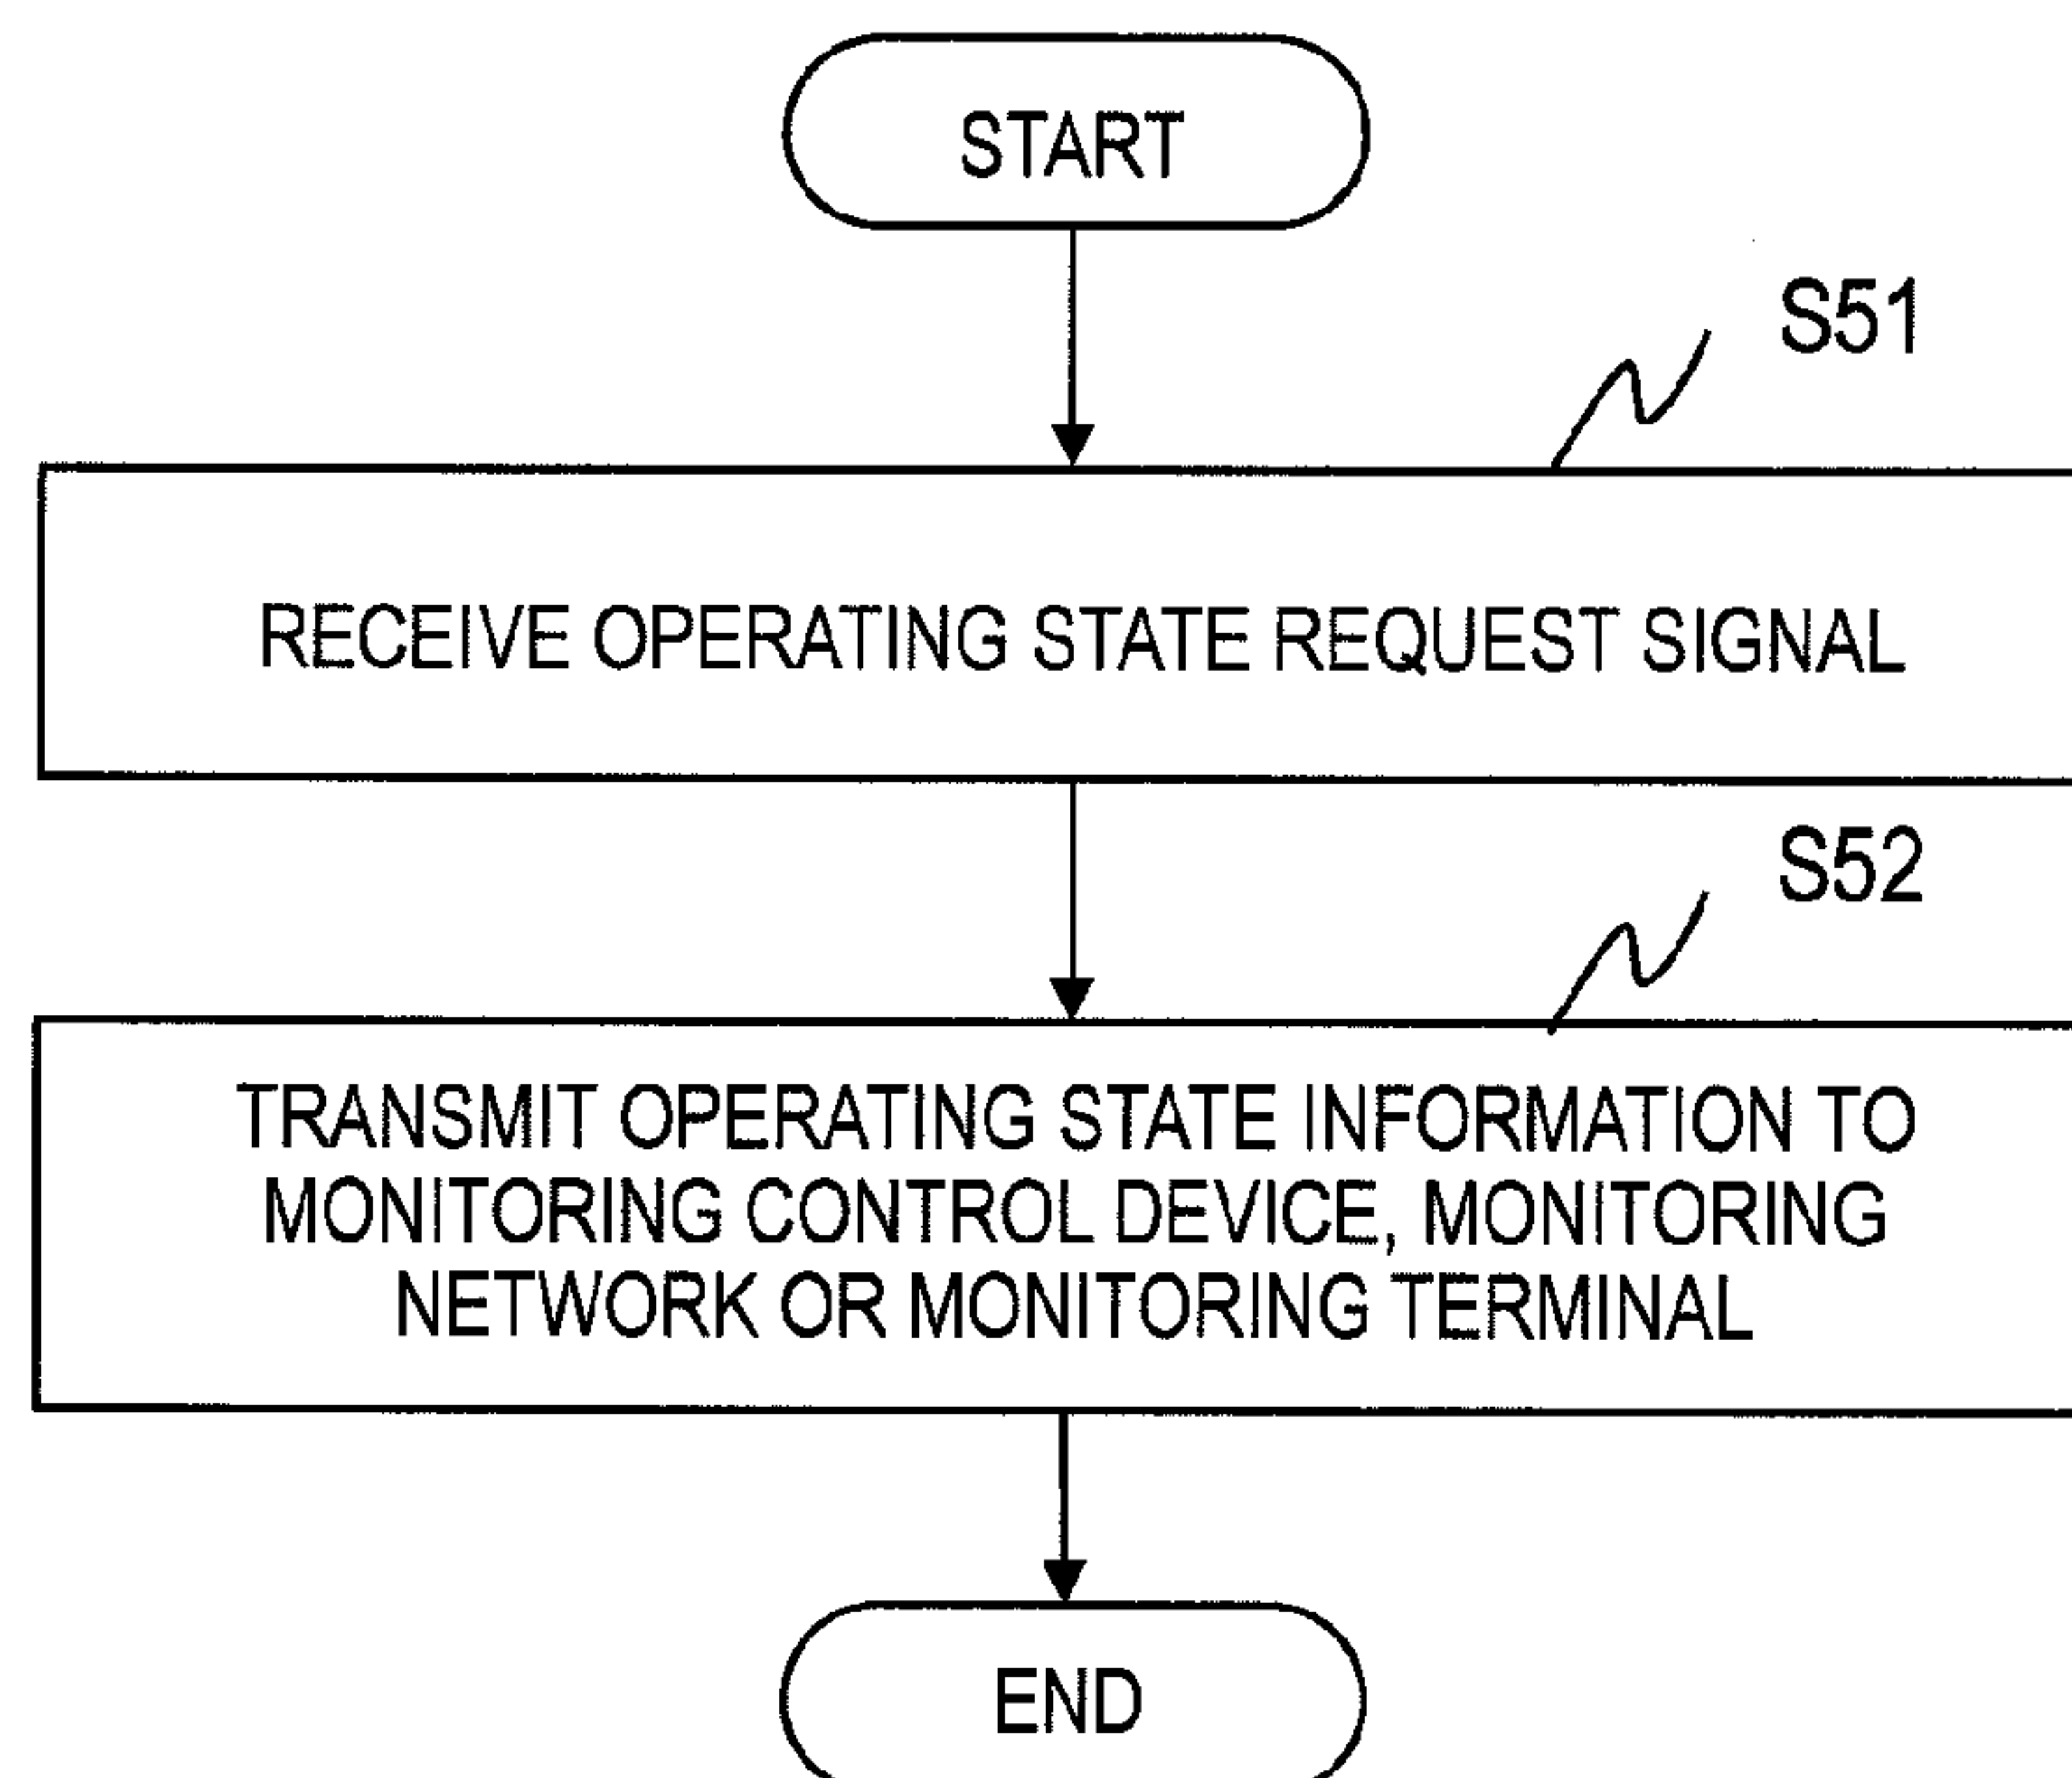 START
S51
RECEIVE OPERATING STATE REQUEST SIGNAL
S52
TRANSMIT OPERATING STATE INFORMATION TO
MONITORING CONTROL DEVICE, MONITORING
NETWORK OR MONITORING TERMINAL
END